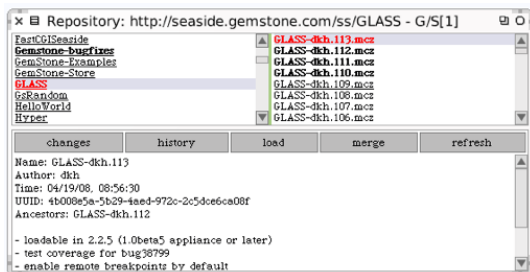 Repository: http://seaside.gemstone.com/ss/GLASS - G/S[1]
FastCGISeaside
Gemstone-bugfixes
GemStone-Examples
GemStone-Store
GLASS
GsRandom
HelloWorld
Hyper
GLASS-dkh.113.mcz
GLASS-dkh.112.mcz
GLASS-dkh.111.mcz
GLASS-dkh.110.mcz
GLASS-dkh.109.mcz
GLASS-dkh.108.mcz
GLASS-dkh.107.mcz
GLASS-dkh.106.mcz
changes history load merge refresh
Name: GLASS-dkh.113
Author: dkh
Time: 04/19/08, 08:56:30
UUID: 4b008e5a-5b29-4aed-972c-2c5dce6ca08f
Ancestors: GLASS-dkh.112
- loadable in 2.2.5 (1.0beta5 appliance or later)
- test coverage for bug38799
- enable remote breakpoints by default